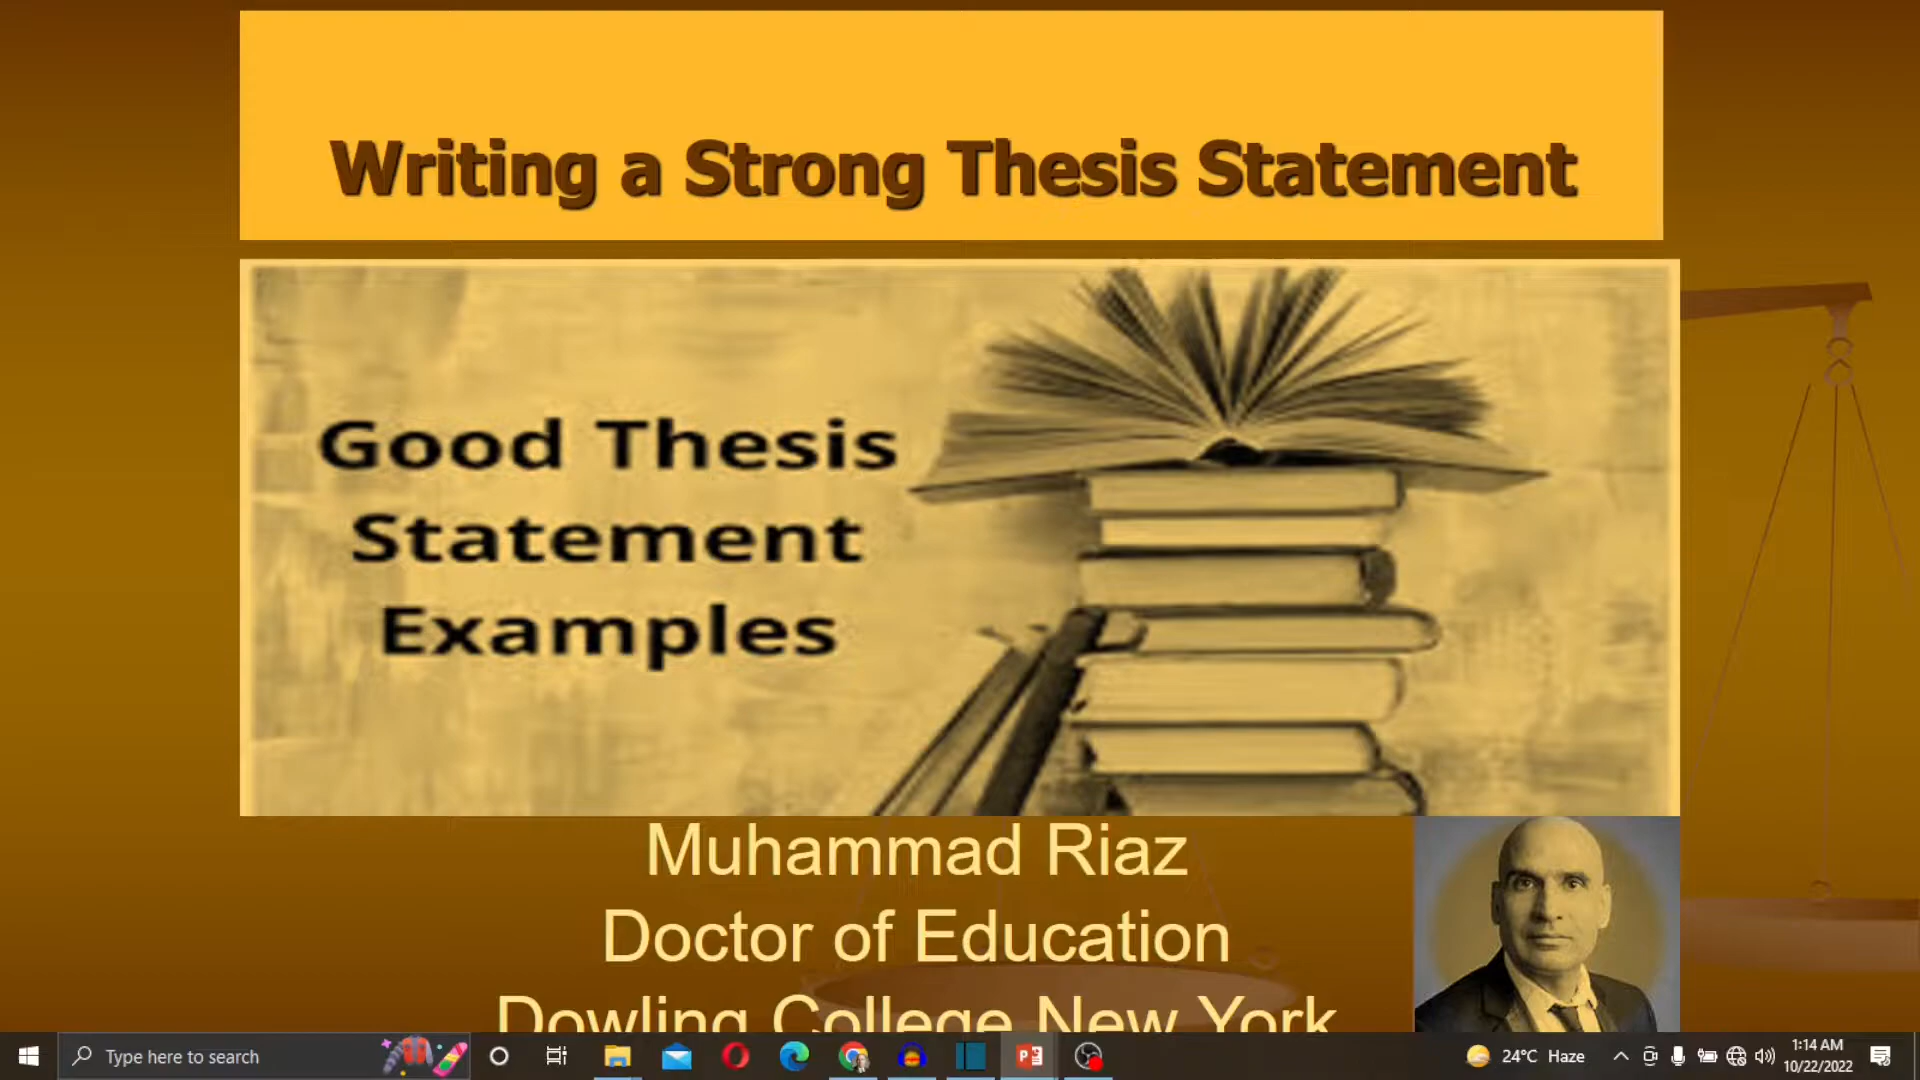 Writing a Strong Thesis Statement
Good Thesis
Statement
Examples
Muhammad Riaz
Doctor of Education
Dowling College New York
Type here to search
24°C Haze
1:14 AM
10/22/2022